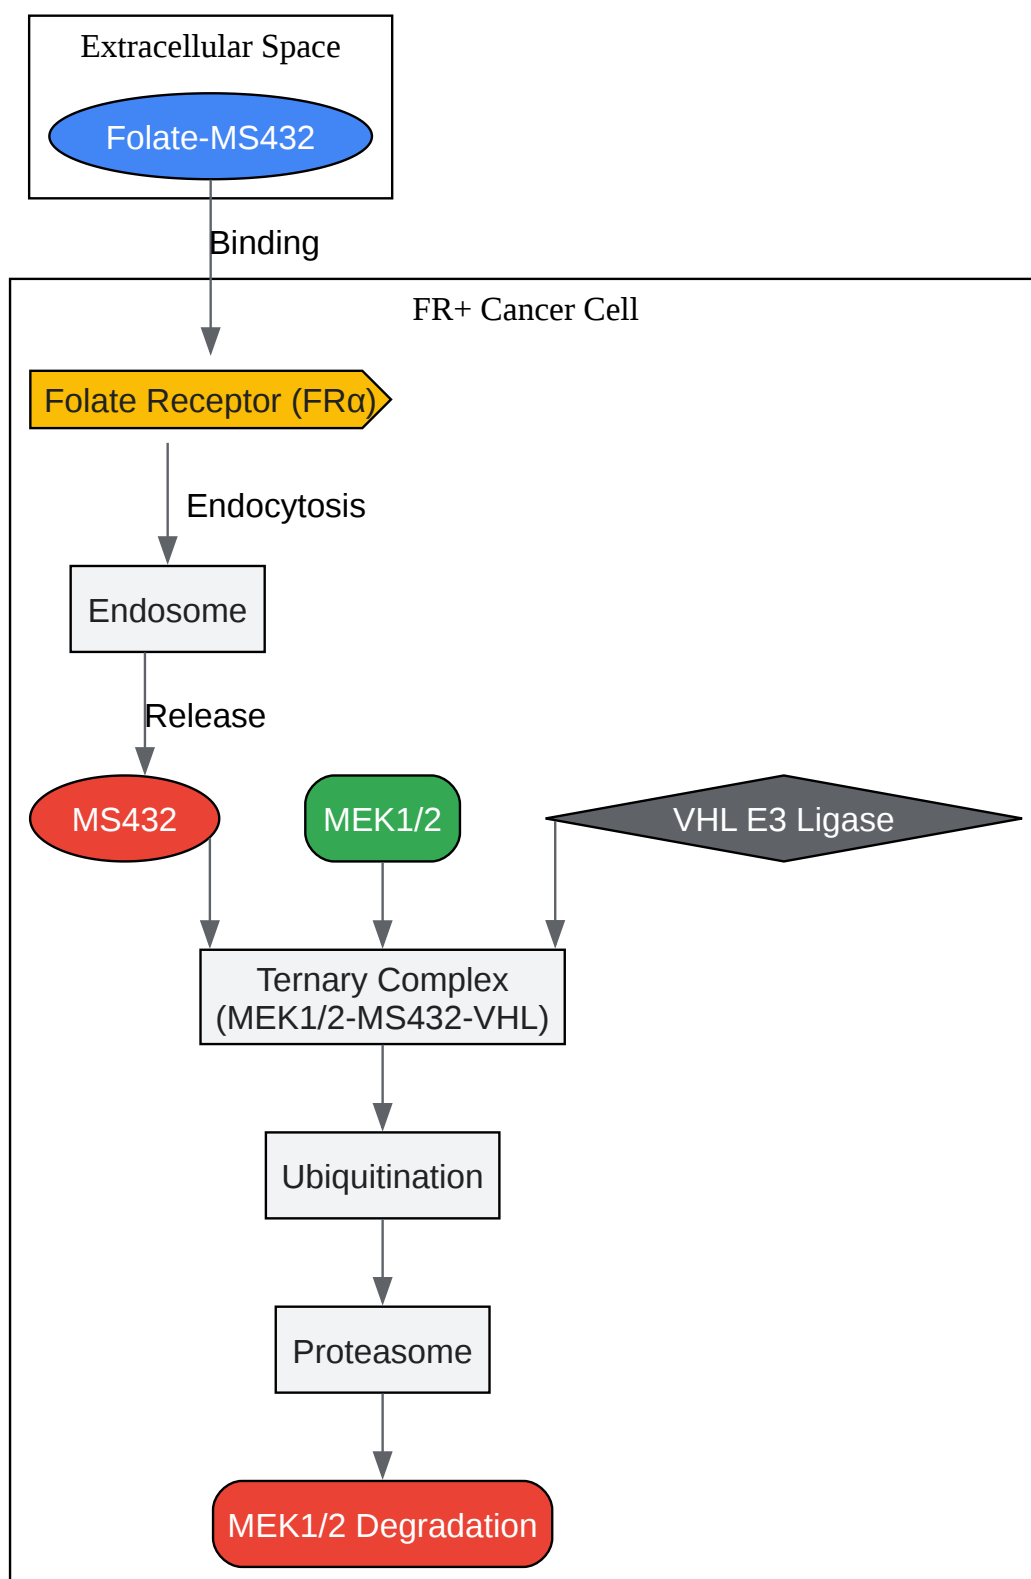 Extracellular Space
Folate-MS432
Binding
FR+ Cancer Cell
Folate Receptor (FRα)
Endocytosis
Endosome
Release
MS432
MEK1/2
VHL E3 Ligase
Ternary Complex
(MEK1/2-MS432-VHL)
Ubiquitination
Proteasome
MEK1/2 Degradation